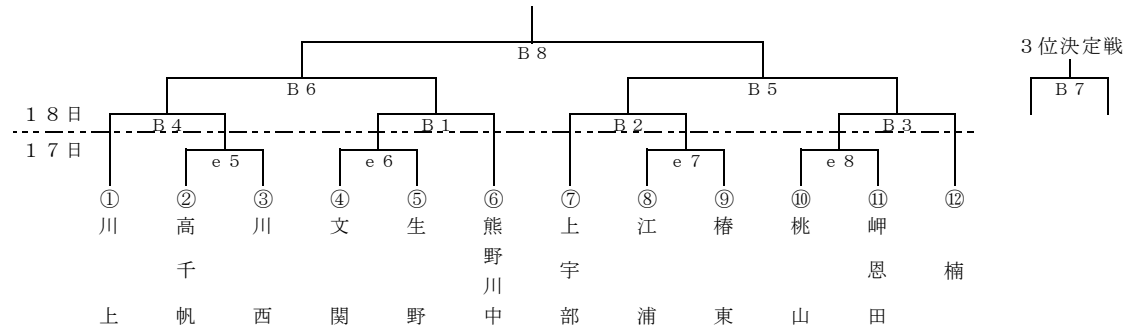 Ｂ８
３位決定戦
Ｂ６
Ｂ５
Ｂ７
１８日
Ｂ４
Ｂ１
Ｂ２
Ｂ３
１７日
ｅ５
ｅ６
ｅ７
ｅ８
① ② ③ ④ ⑤ ⑥ ⑦ ⑧ ⑨ ⑩ ⑪ ⑫
川上
高千帆
川西
文関
生野
熊野川中
上宇部
江浦
椿東
桃山
岬恩田
楠